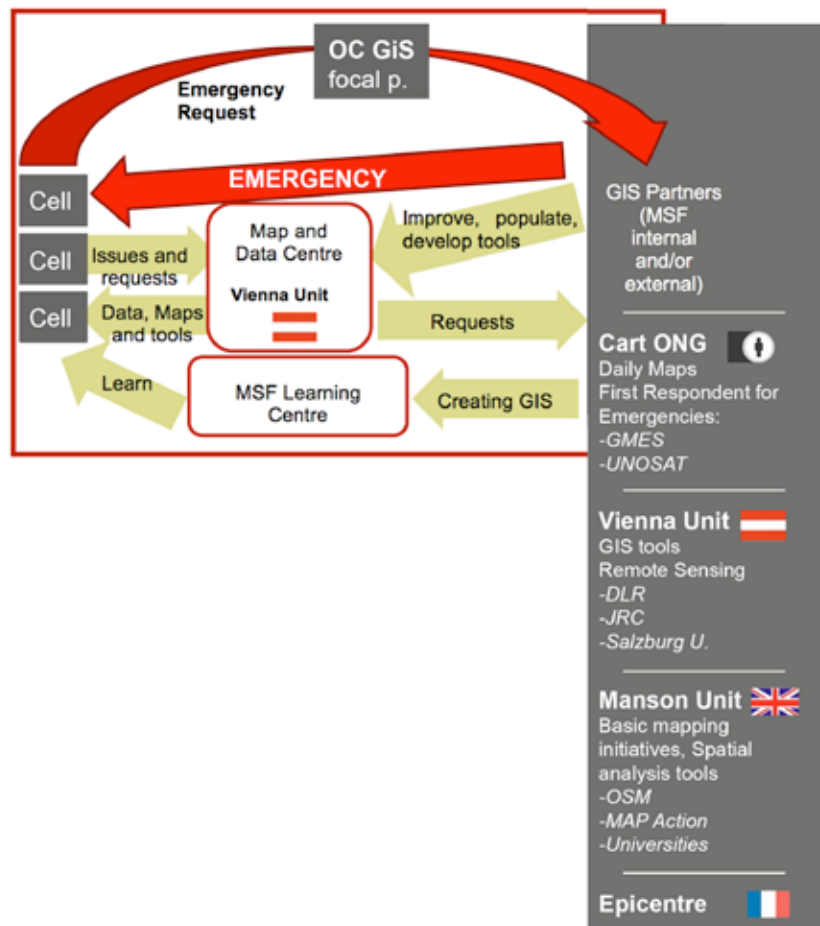 OC GiS
focal p.
Emergency
Request
EMERGENCY
Cell
Cell
Cell
Issues and
requests
Data, Maps
and tools
Learn
Map and
Data Centre
Vienna Unit
MSF Learning
Centre
Improve, populate,
develop tools
Requests
Creating GIS
GIS Partners
(MSF
internal
and/or
external)
Cart ONG
Daily Maps
First Respondent for
Emergencies:
-GMES
-UNOSAT
Vienna Unit
GIS tools
Remote Sensing
-DLR
-JRC
-Salzburg U.
Manson Unit
Basic mapping
initiatives, Spatial
analysis tools
-OSM
-MAP Action
-Universities
Epicentre